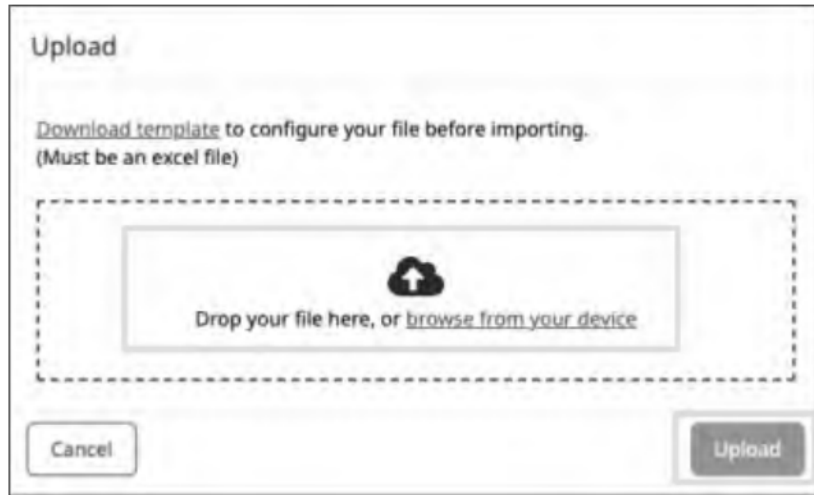 Upload
Download template to configure your file before importing.
(Must be an excel file)
Drop your file here, or browse from your device
Cancel
Upload